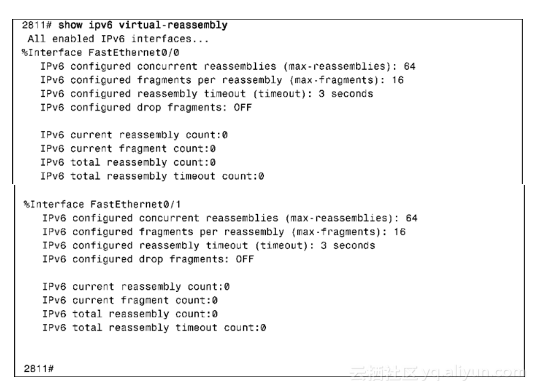 2811# show ipv6 virtual-reassembly
All enabled IPv6 interfaces...
%Interface FastEthernet0/0
IPv6 configured concurrent reassemblies (max-reassemblies): 64
IPv6 configured fragments per reassembly (max-fragments): 16
IPv6 configured reassembly timeout (timeout): 3 seconds
IPv6 configured drop fragments: OFF
IPv6 current reassembly count:0
IPv6 current fragment count:0
IPv6 total reassembly count:0
IPv6 total reassembly timeout count:0
%Interface FastEthernet0/1
IPv6 configured concurrent reassemblies (max-reassemblies): 64
IPv6 configured fragments per reassembly (max-fragments): 16
IPv6 configured reassembly timeout (timeout): 3 seconds
IPv6 configured drop fragments: OFF
IPv6 current reassembly count:0
IPv6 current fragment count:0
IPv6 total reassembly count:0
IPv6 total reassembly timeout count:0
2811#
云栖社区 yq.aliyun.com